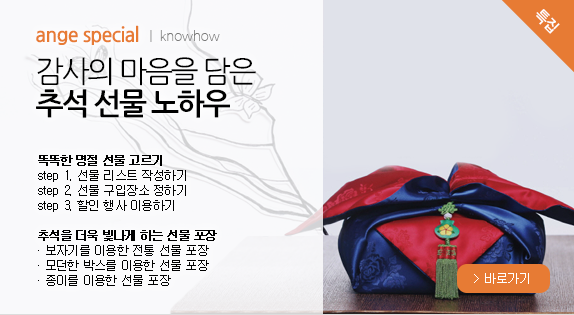 ange special | knowhow
특집
감사의 마음을 담은
추석 선물 노하우
똑똑한 명절 선물 고르기
step 1. 선물 리스트 작성하기
step 2. 선물 구입장소 정하기
step 3. 할인 행사 이용하기
추석을 더욱 빛나게 하는 선물 포장
· 보자기를 이용한 전통 선물 포장
· 모던한 박스를 이용한 선물 포장
· 종이를 이용한 선물 포장
> 바로가기